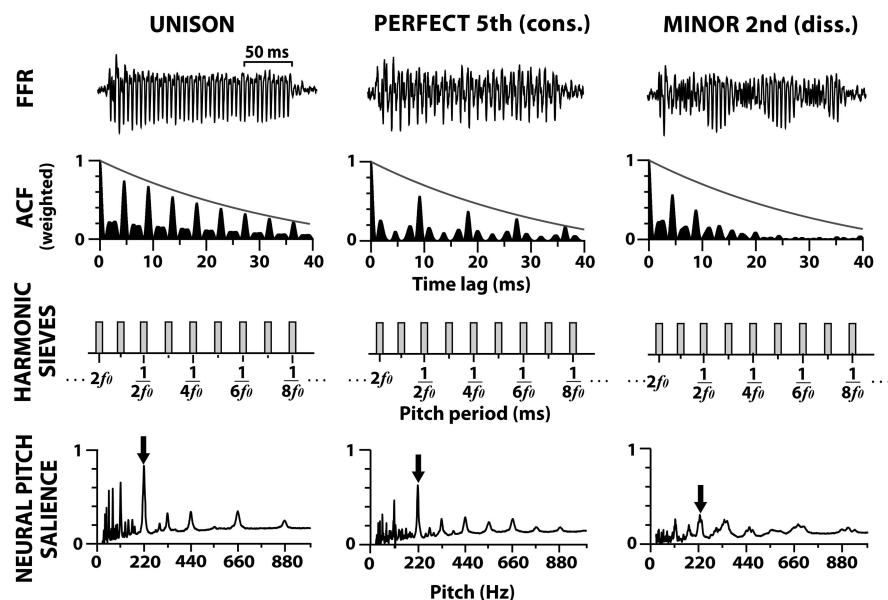 UNISON PERFECT 5th (cons.) MINOR 2nd (diss.)
50 ms
FFR
ACF
(weighted)
1 1 1
0 0 0
0 10 20 30 40 0 10 20 30 40 0 10 20 30 40
Time lag (ms)
HARMONIC
SIEVES
···2f0 1/2f0 1/4f0 1/6f0 1/8f0 ··· ···2f0 1/2f0 1/4f0 1/6f0 1/8f0 ··· ···2f0 1/2f0 1/4f0 1/6f0 1/8f0 ···
Pitch period (ms)
NEURAL PITCH
SALIENCE
1 1 1
0 0 0
0 220 440 660 880 0 220 440 660 880 0 220 440 660 880
Pitch (Hz)